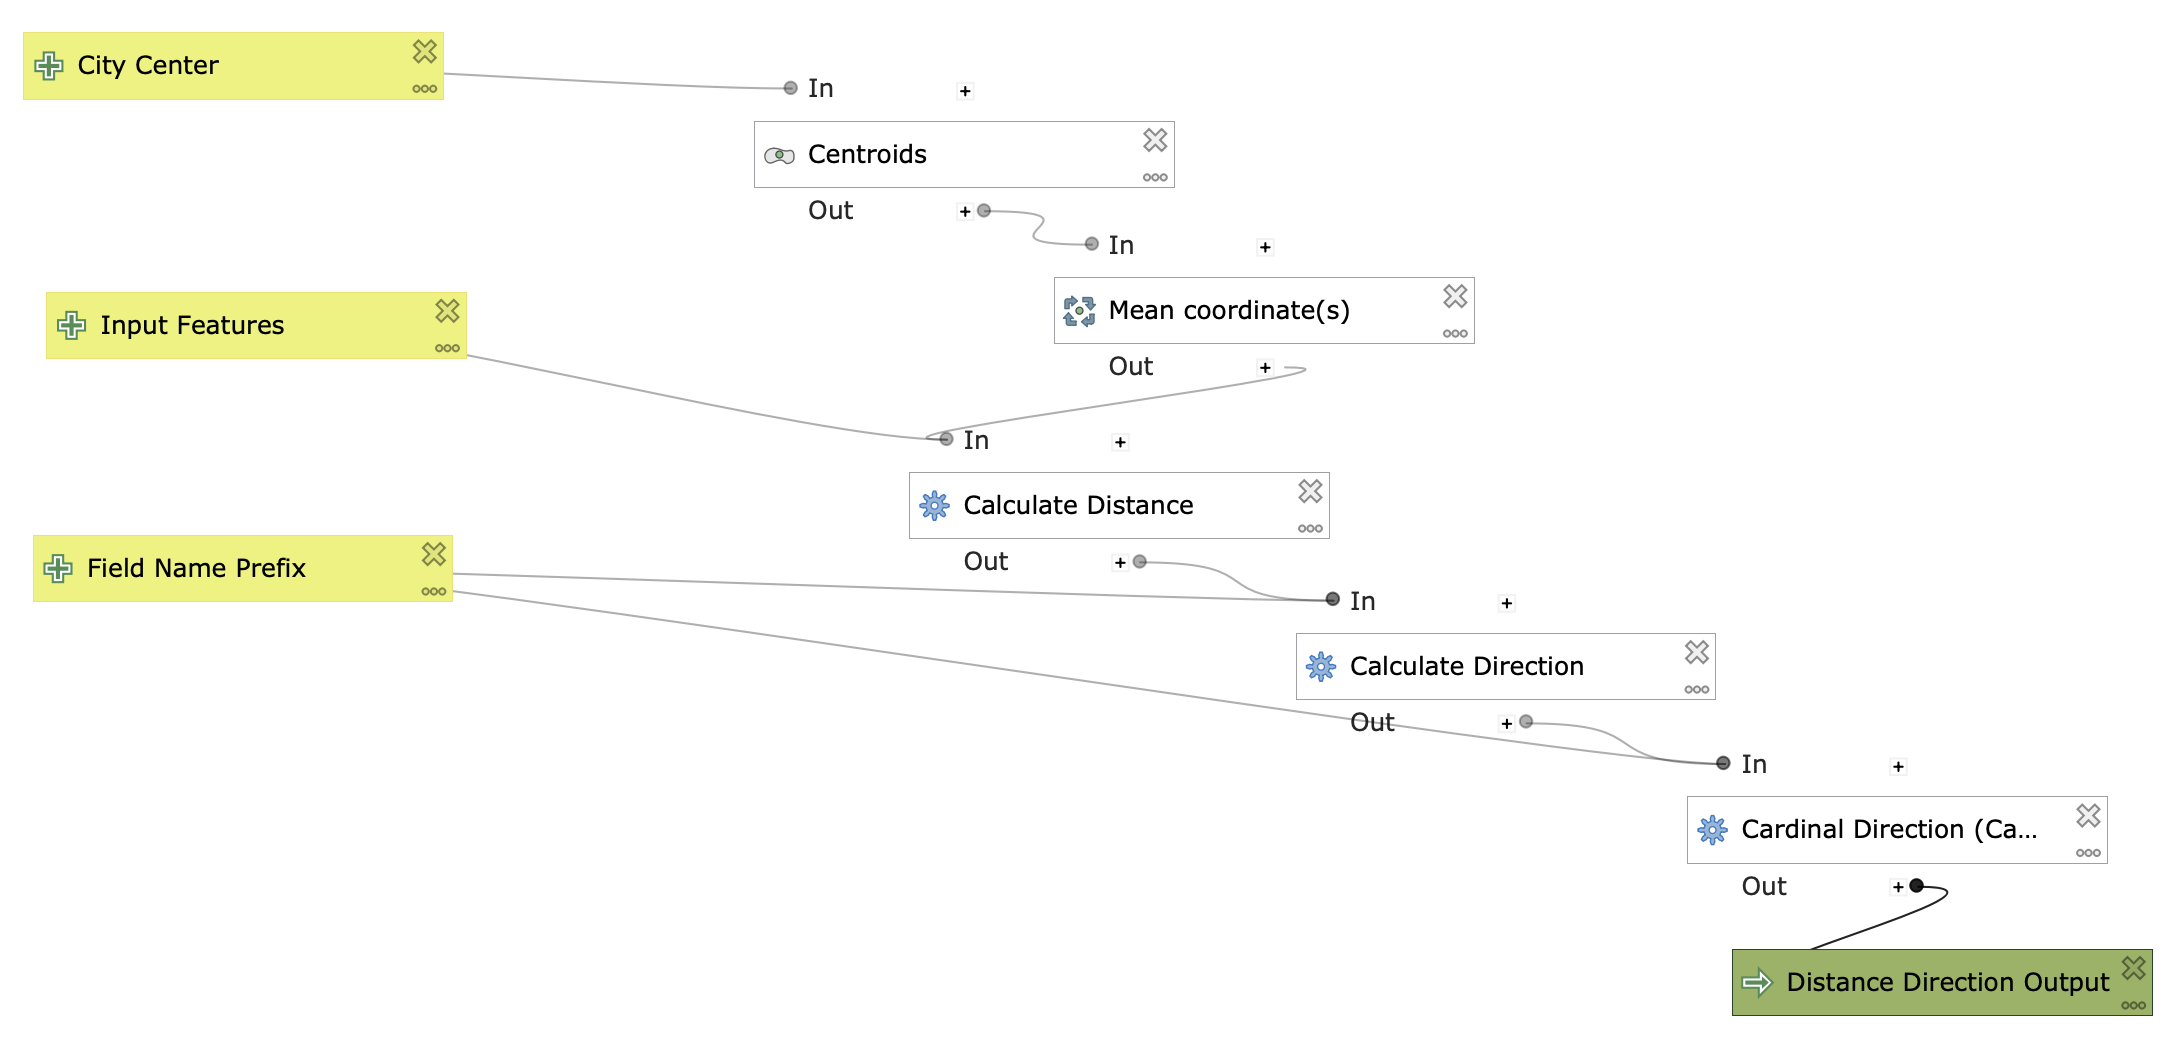 City Center
In
Centroids
Out
In
Input Features
Mean coordinate(s)
Out
In
Calculate Distance
Out
Field Name Prefix
In
Calculate Direction
Out
In
Cardinal Direction (Ca...
Out
Distance Direction Output